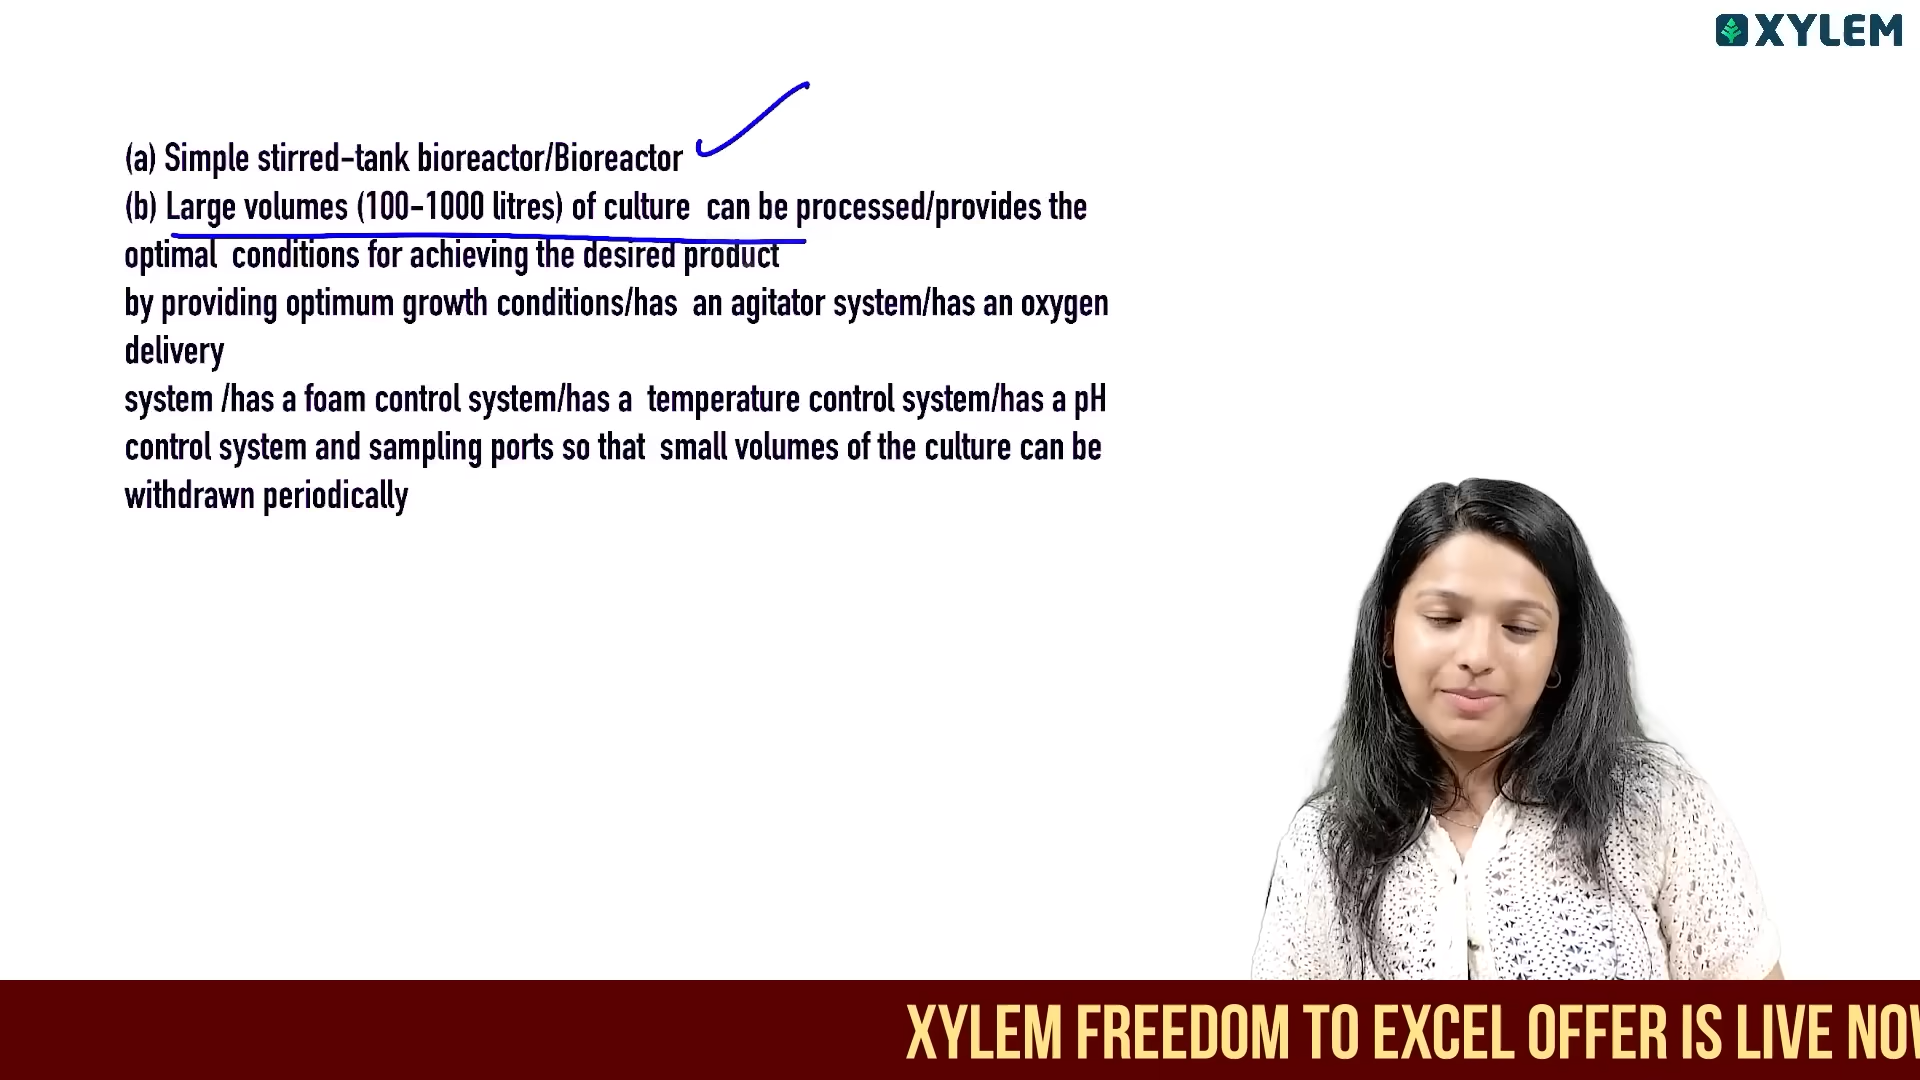 XYLEM
(a) Simple stirred-tank bioreactor/Bioreactor
(b) Large volumes (100-1000 litres) of culture can be processed/provides the
optimal conditions for achieving the desired product
by providing optimum growth conditions/has an agitator system/has an oxygen
delivery
system /has a foam control system/has a temperature control system/has a pH
control system and sampling ports so that small volumes of the culture can be
withdrawn periodically
XYLEM FREEDOM TO EXCEL OFFER IS LIVE